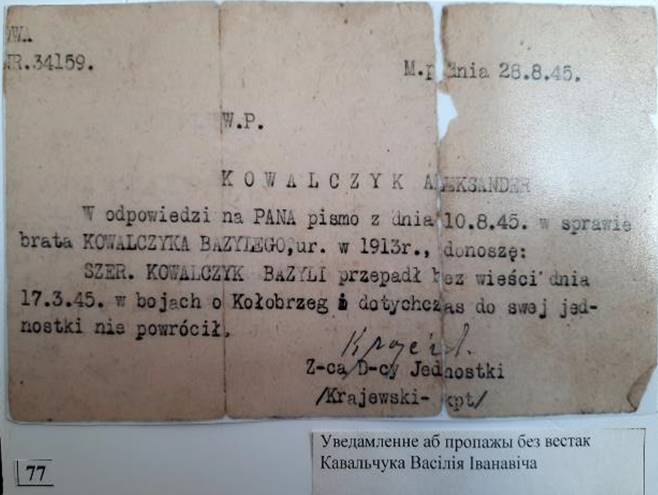 NR.34159.
M.p. dnia 28.8.45.
W.P.
KOWALCZYK ALEKSANDER
W odpowiedzi na PANA pismo z dnia 10.8.45. w sprawie
brata KOWALCZYKA BAZYLEGO,ur. w 1913r., donoszę:
SZER. KOWALCZYK BAZYLI przepadł bez wieści dnia
17.3.45. w bojach o Kołobrzeg i dotychczas do swej jed-
nostki nie powrócił.
Z-ca/D-cy Jednostki
/Krajewski- kpt/
Уведамленне аб пропажы без вестак
Кавальчука Васілія Іванавіча
77